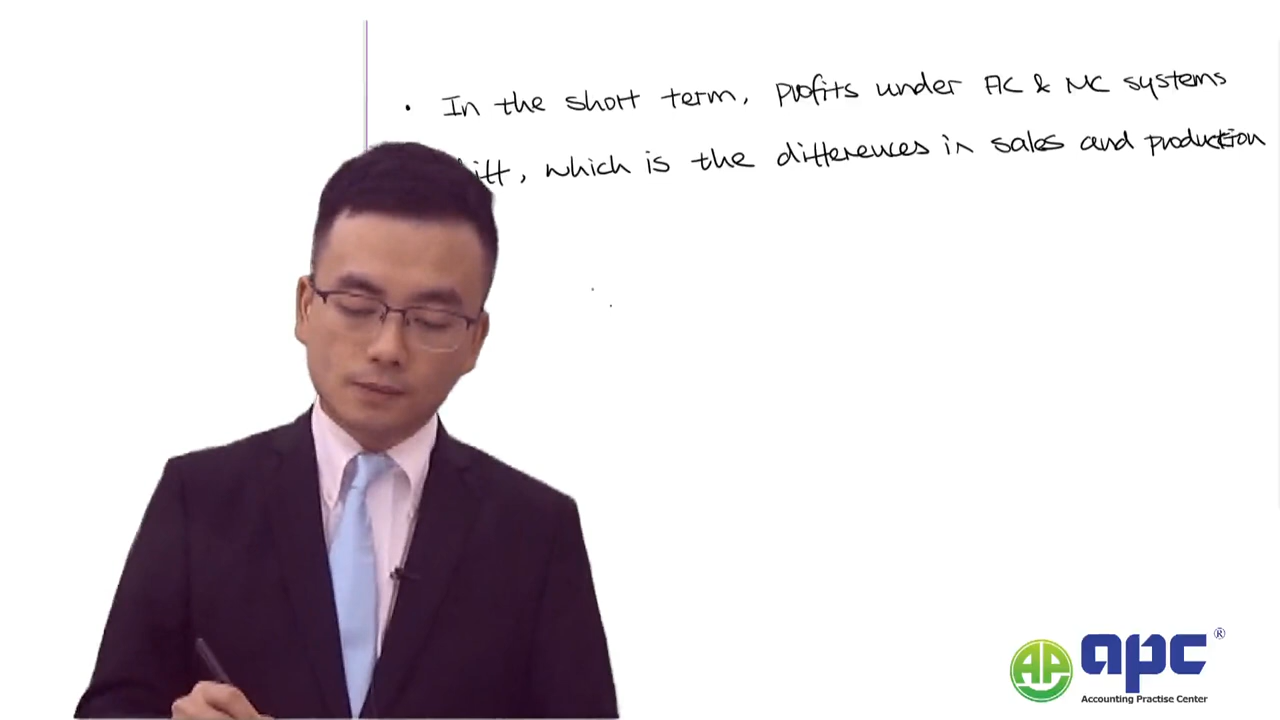 • In the short term, profits under AC & MC systems
, which is the differences in sales and production
AP apc ®
Accounting Practise Center